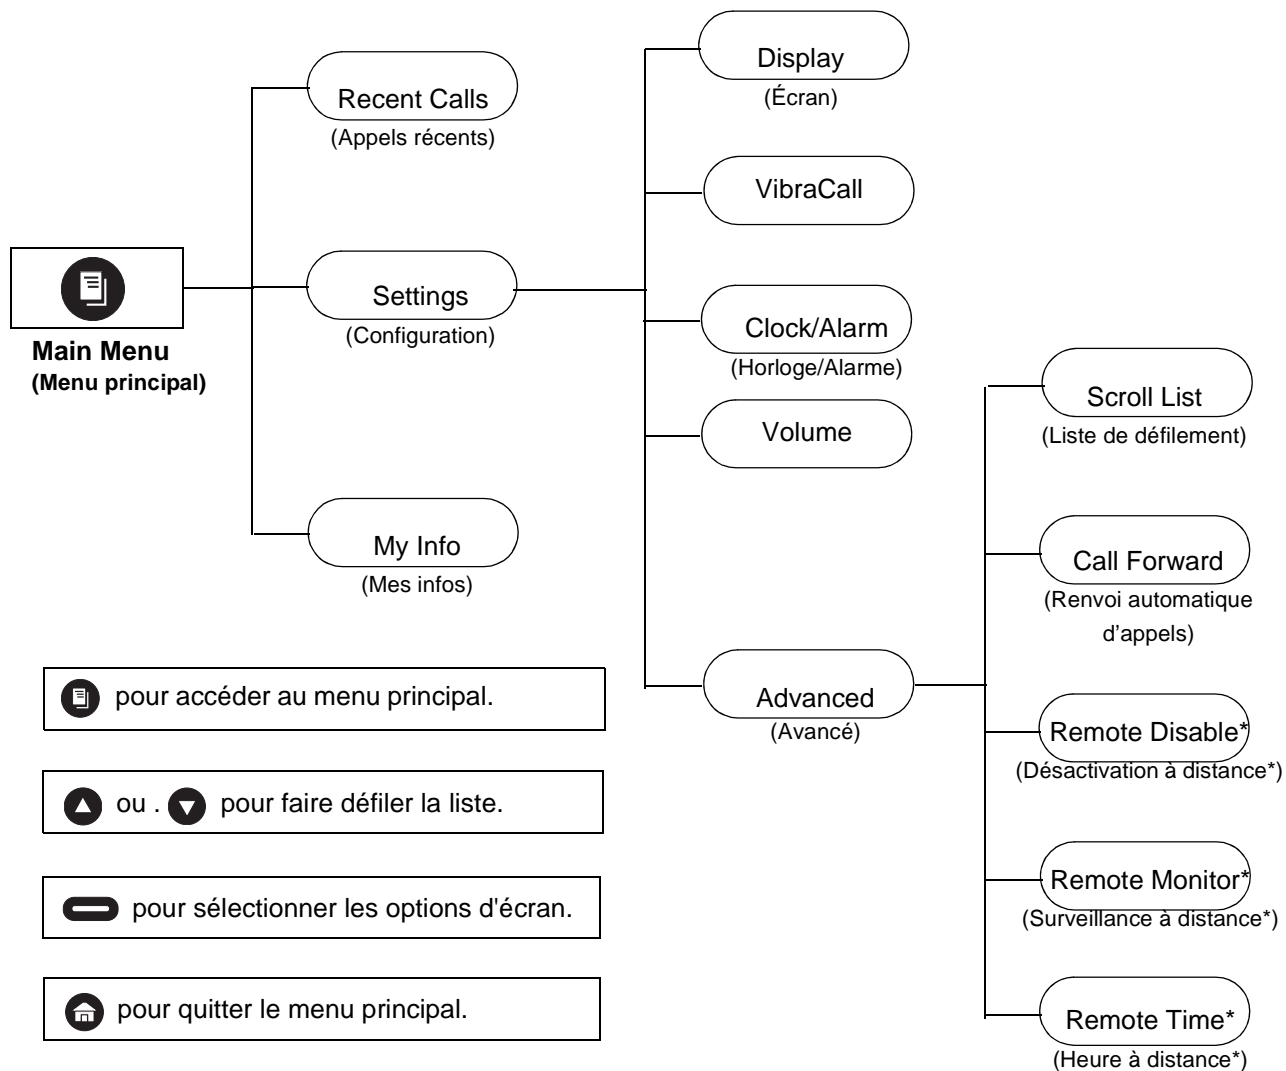 Main Menu
(Menu principal)
Recent Calls
(Appels récents)
Settings
(Configuration)
My Info
(Mes infos)
Display
(Écran)
VibraCall
Clock/Alarm
(Horloge/Alarme)
Volume
Advanced
(Avancé)
Scroll List
(Liste de défilement)
Call Forward
(Renvoi automatique
d’appels)
Remote Disable*
(Désactivation à distance*)
Remote Monitor*
(Surveillance à distance*)
Remote Time*
(Heure à distance*)
pour accéder au menu principal.
ou . pour faire défiler la liste.
pour sélectionner les options d'écran.
pour quitter le menu principal.